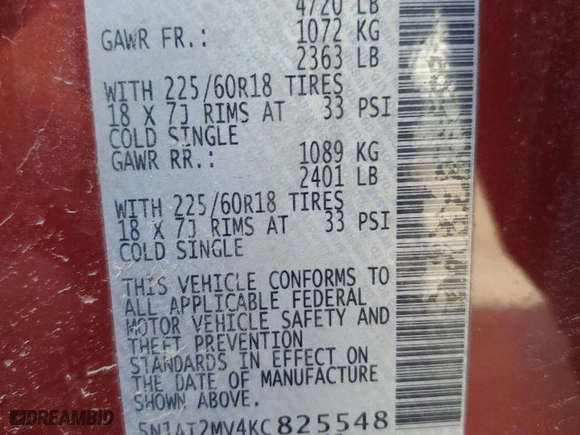 4720 LB
GAWR FR.: 1072 KG
2363 LB
WITH 225/60R18 TIRES
18 X 7J RIMS AT 33 PSI
COLD SINGLE
GAWR RR.: 1089 KG
2401 LB
WITH 225/60R18 TIRES
18 X 7J RIMS AT 33 PSI
COLD SINGLE
THIS VEHICLE CONFORMS TO
ALL APPLICABLE FEDERAL
MOTOR VEHICLE SAFETY AND
THEFT PREVENTION
STANDARDS IN EFFECT ON
THE DATE OF MANUFACTURE
5N1AT2MV4KC825548
DREAMBID